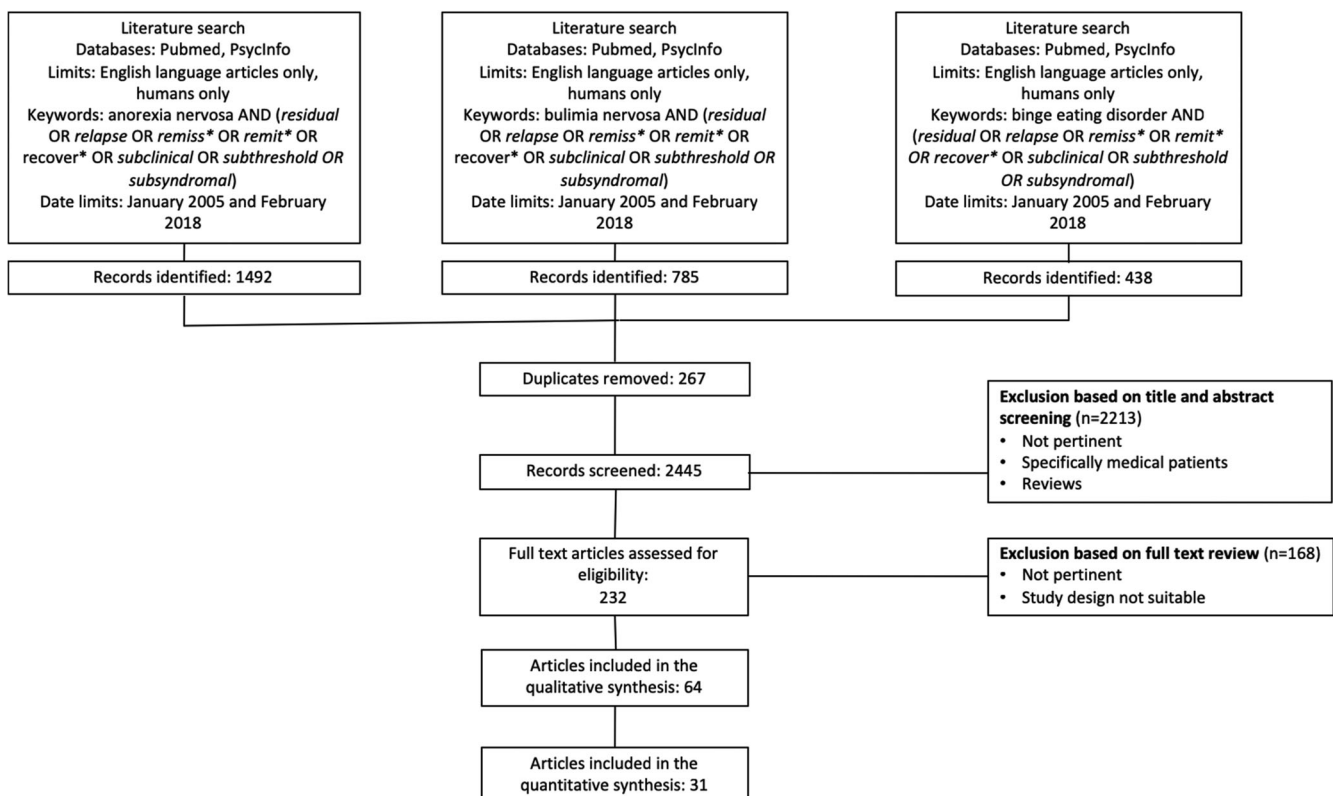 Literature search
Databases: Pubmed, PsycInfo
Limits: English language articles only,
humans only
Keywords: anorexia nervosa AND (residual
OR relapse OR remiss* OR remit* OR
recover* OR subclinical OR subthreshold OR
subsyndromal)
Date limits: January 2005 and February
2018
Literature search
Databases: Pubmed, PsycInfo
Limits: English language articles only,
humans only
Keywords: bulimia nervosa AND (residual
OR relapse OR remiss* OR remit* OR
recover* OR subclinical OR subthreshold OR
subsyndromal)
Date limits: January 2005 and February
2018
Literature search
Databases: Pubmed, PsycInfo
Limits: English language articles only,
humans only
Keywords: binge eating disorder AND
(residual OR relapse OR remiss* OR remit*
OR recover* OR subclinical OR subthreshold
OR subsyndromal)
Date limits: January 2005 and February
2018
Records identified: 1492
Records identified: 785
Records identified: 438
Duplicates removed: 267
Exclusion based on title and abstract
screening (n=2213)
• Not pertinent
• Specifically medical patients
• Reviews
Records screened: 2445
Full text articles assessed for
eligibility:
232
Exclusion based on full text review (n=168)
• Not pertinent
• Study design not suitable
Articles included in the
qualitative synthesis: 64
Articles included in the
quantitative synthesis: 31